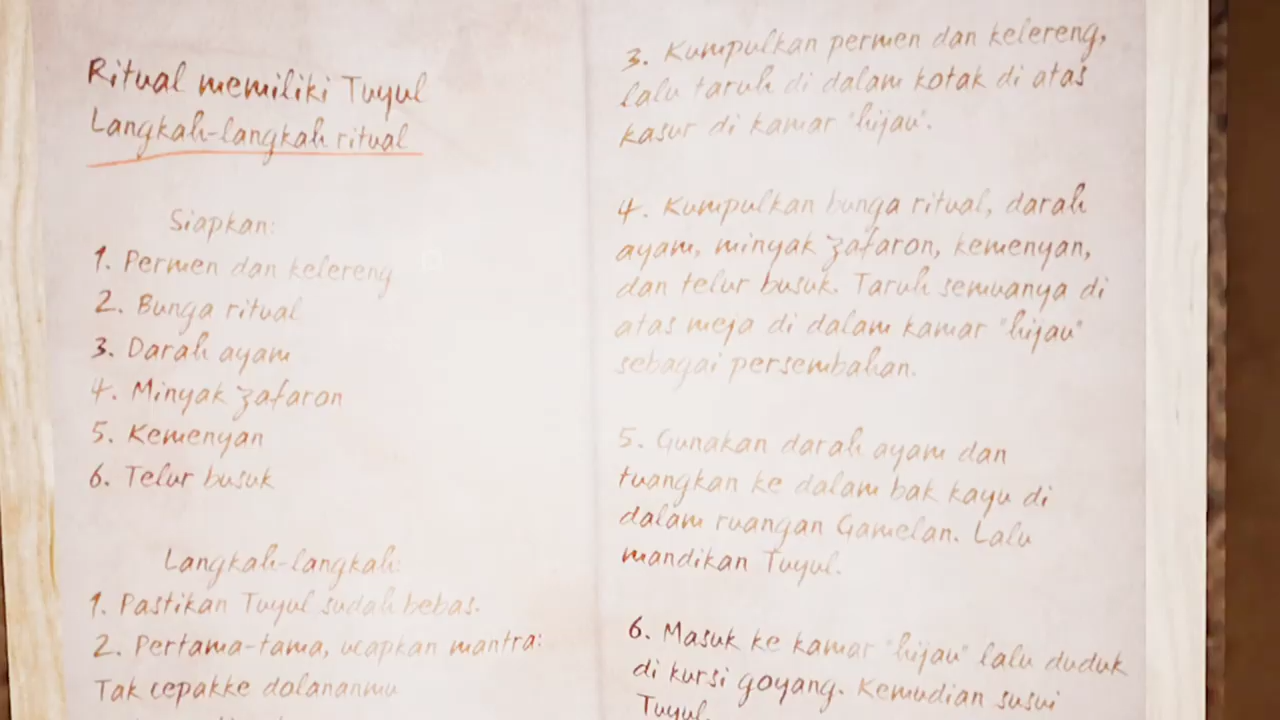 Ritual memiliki Tuyul
Langkah-langkah ritual
Siapkan:
1. Permen dan kelereng
2. Bunga ritual
3. Darah ayam
4. Minyak zafaron
5. Kemenyan
6. Telur busuk
Langkah-langkah:
1. Pastikan Tuyul sudah bebas.
2. Pertama-tama, ucapkan mantra:
Tak cepakke dolananmu
3. Kumpulkan permen dan kelereng,
lalu taruh di dalam kotak di atas
kasur di kamar "hijau".
4. Kumpulkan bunga ritual, darah
ayam, minyak zafaron, kemenyan,
dan telur busuk. Taruh semuanya di
atas meja di dalam kamar "hijau"
sebagai persembahan.
5. Gunakan darah ayam dan
tuangkan ke dalam bak kayu di
dalam ruangan Gamelan. Lalu
mandikan Tuyul.
6. Masuk ke kamar "hijau" lalu duduk
di kursi goyang. Kemudian susui
Tuyul.